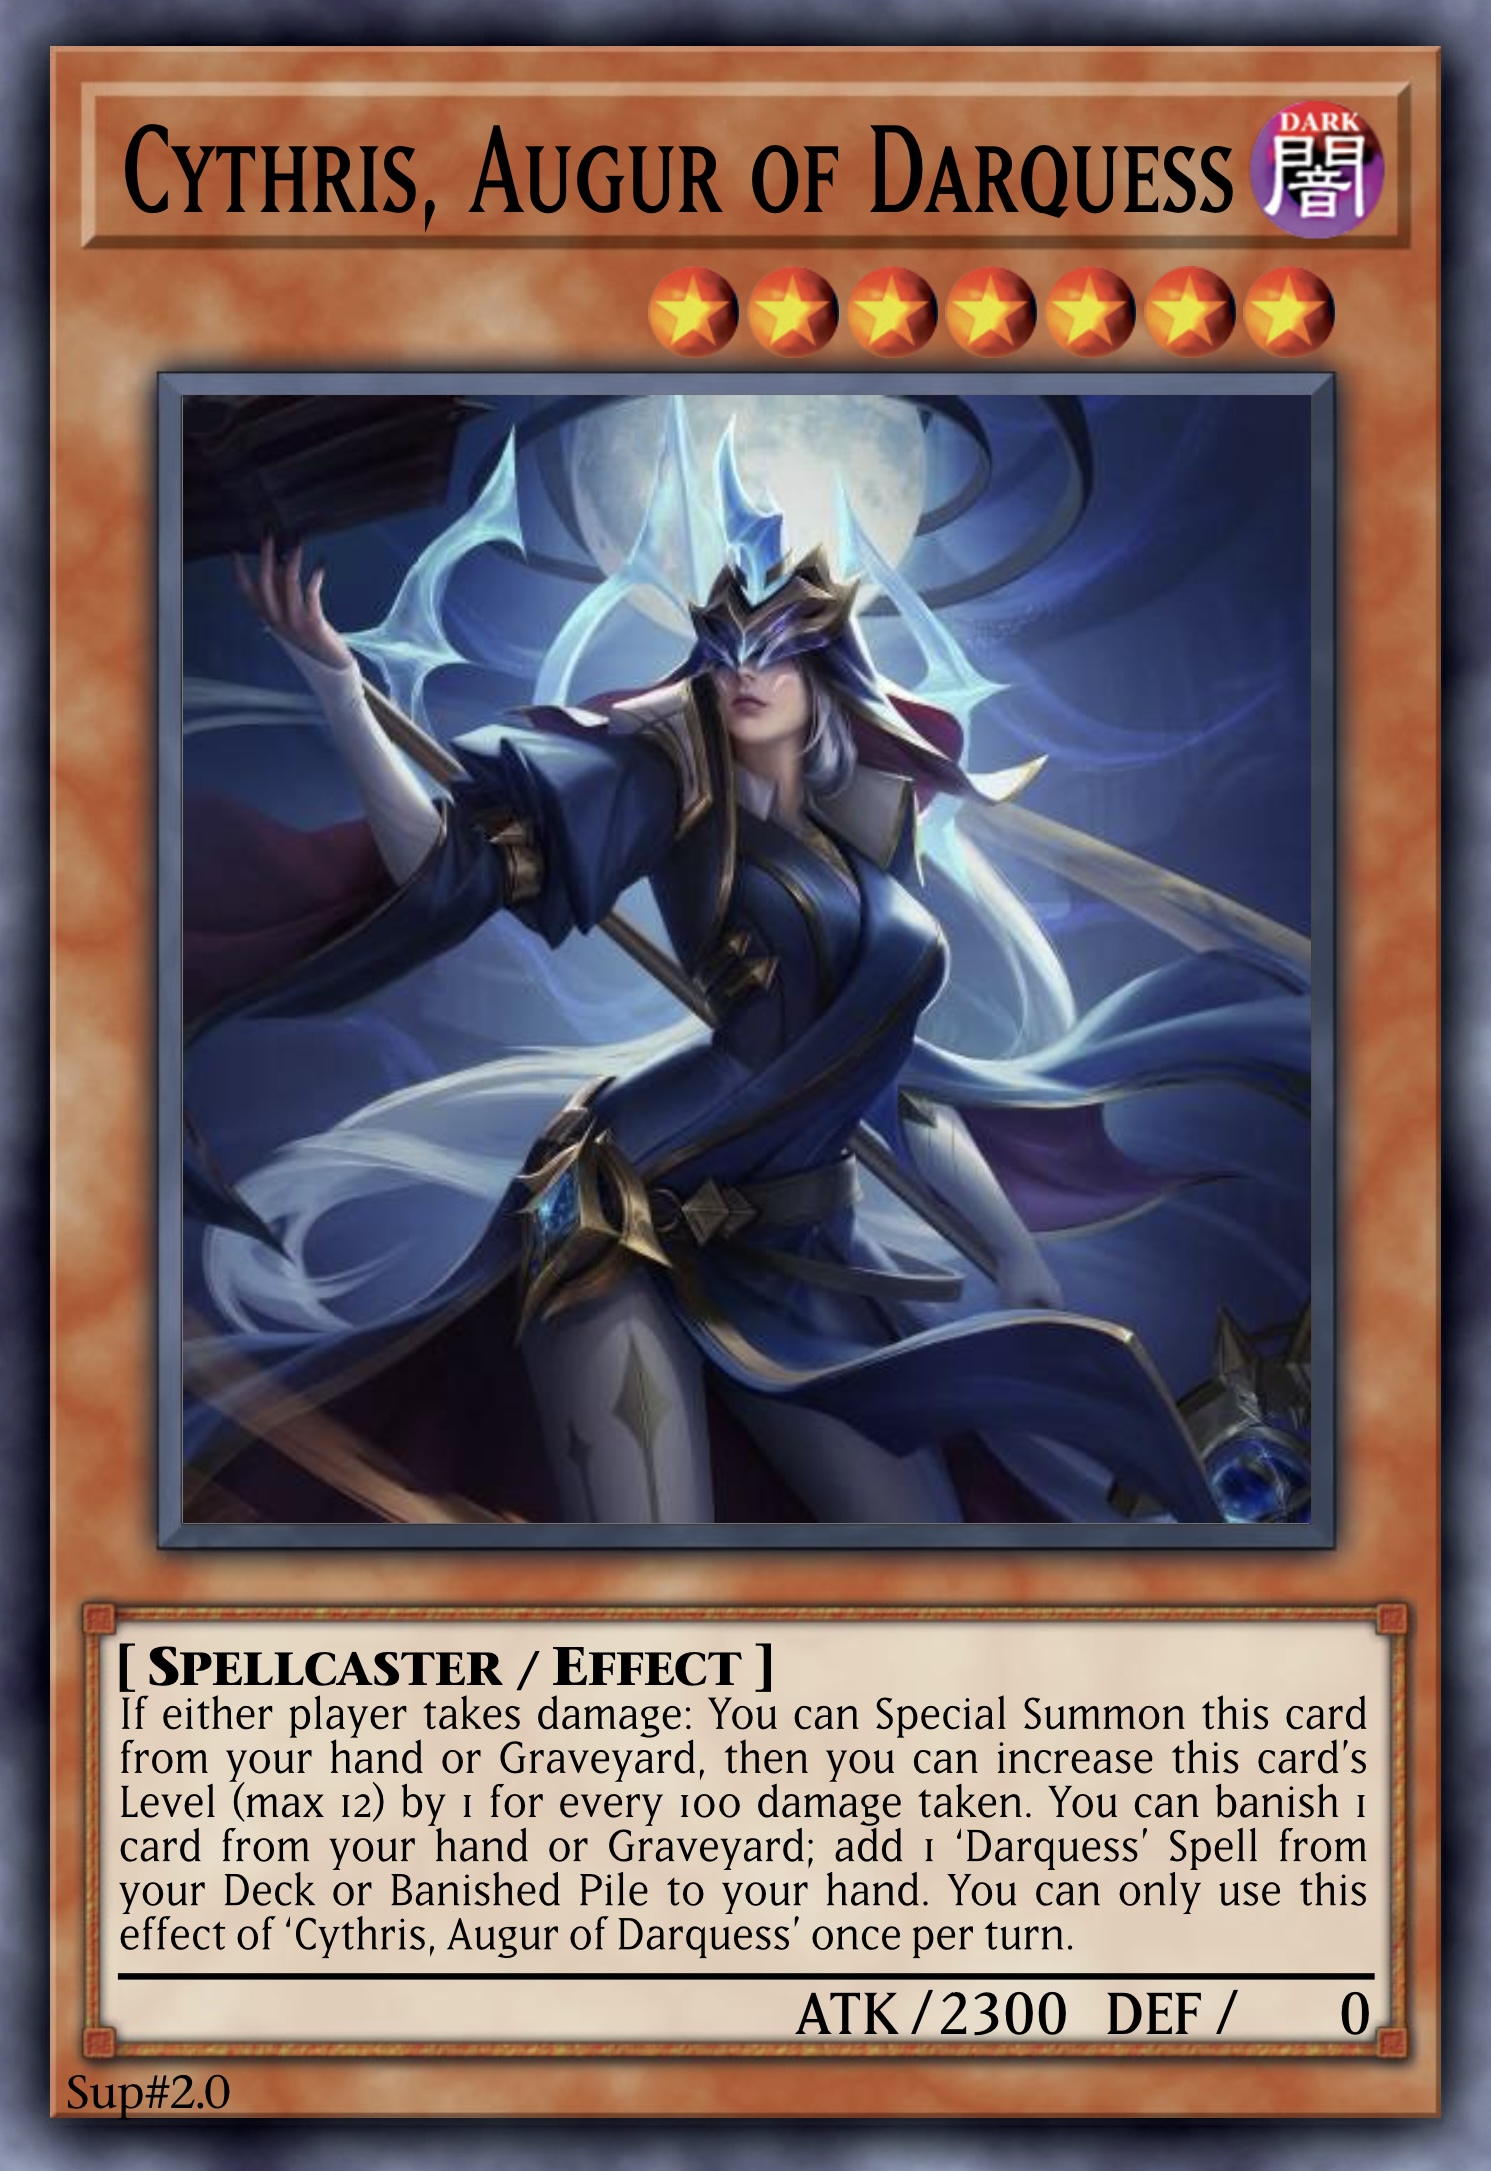 Cythris, Augur of Darquess
DARK
闇
[ Spellcaster / Effect ]
If either player takes damage: You can Special Summon this card
from your hand or Graveyard, then you can increase this card's
Level (max 12) by 1 for every 100 damage taken. You can banish 1
card from your hand or Graveyard; add 1 ‘Darquess’ Spell from
your Deck or Banished Pile to your hand. You can only use this
effect of ‘Cythris, Augur of Darquess’ once per turn.
ATK / 2300 DEF / 0
Sup#2.0